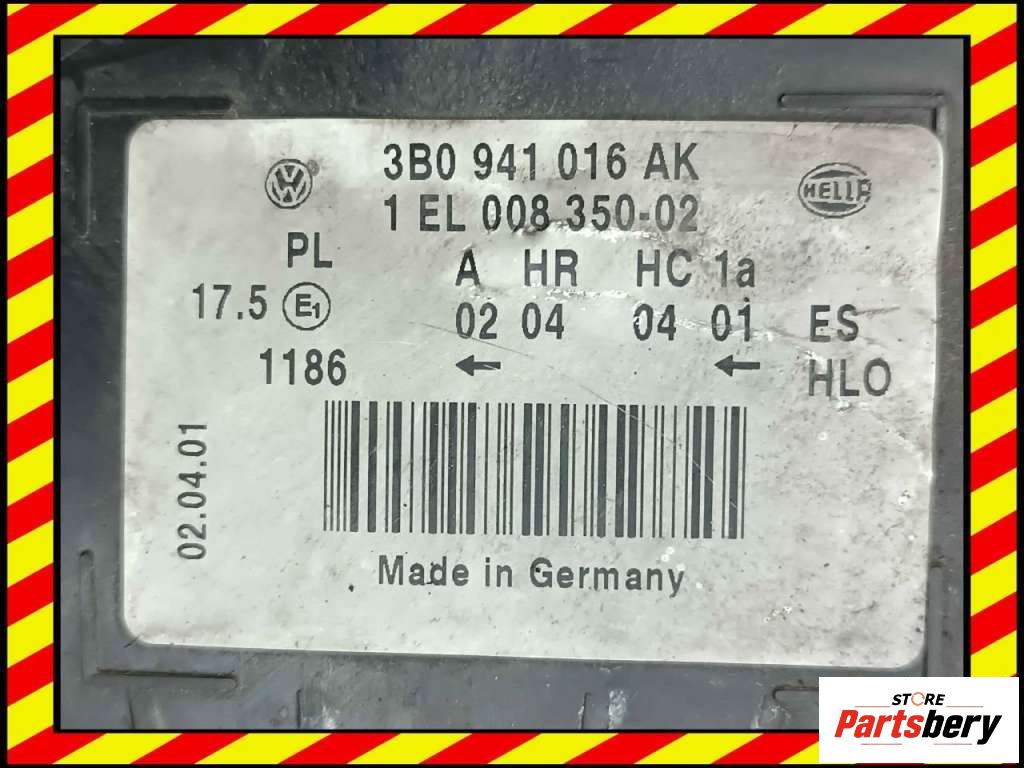 3B0 941 016 AK
1 EL 008 350-02
HELLA
PL A HR HC 1a
17.5 E1 02 04 04 01 ES
1186 ← ← HLO
02.04.01
Made in Germany
STORE
Partsbery